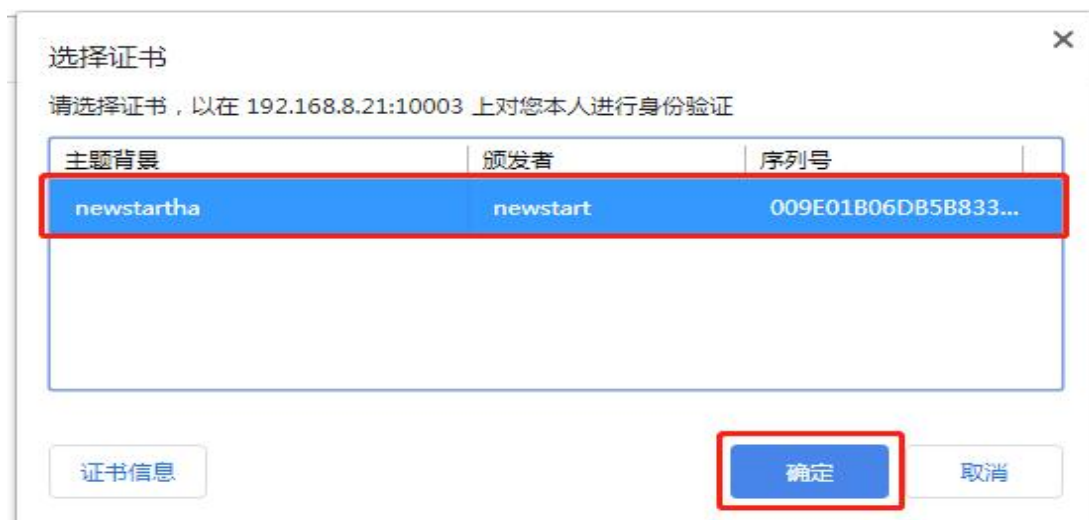 选择证书
请选择证书，以在 192.168.8.21:10003 上对您本人进行身份验证
主题背景 颁发者 序列号
newstartha newstart 009E01B06DB5B833...
证书信息 确定 取消